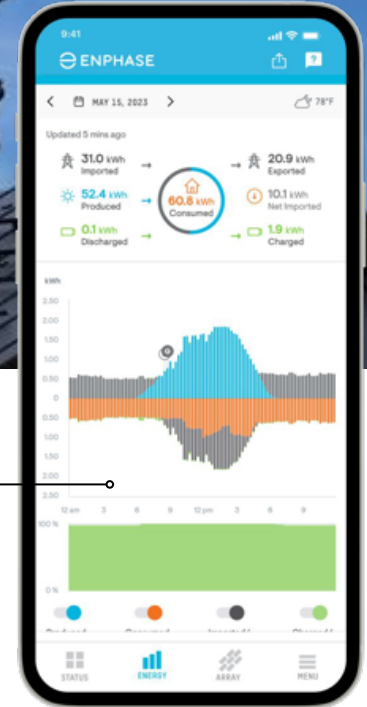 9:41
ENPHASE
?
MAY 15, 2023
78°F
Updated 5 mins ago
31.0 kWh
Imported
20.9 kWh
Exported
52.4 kWh
Produced
60.8 kWh
Consumed
10.1 kWh
Net Imported
0.1 kWh
Discharged
1.9 kWh
Charged
kWh
2.50
2.00
1.50
1.00
0.50
0
0.50
1.00
1.50
2.00
2.50
12 am 3 6 9 12 pm 3 6 9
100 %
0 %
STATUS
ENERGY
ARRAY
MENU